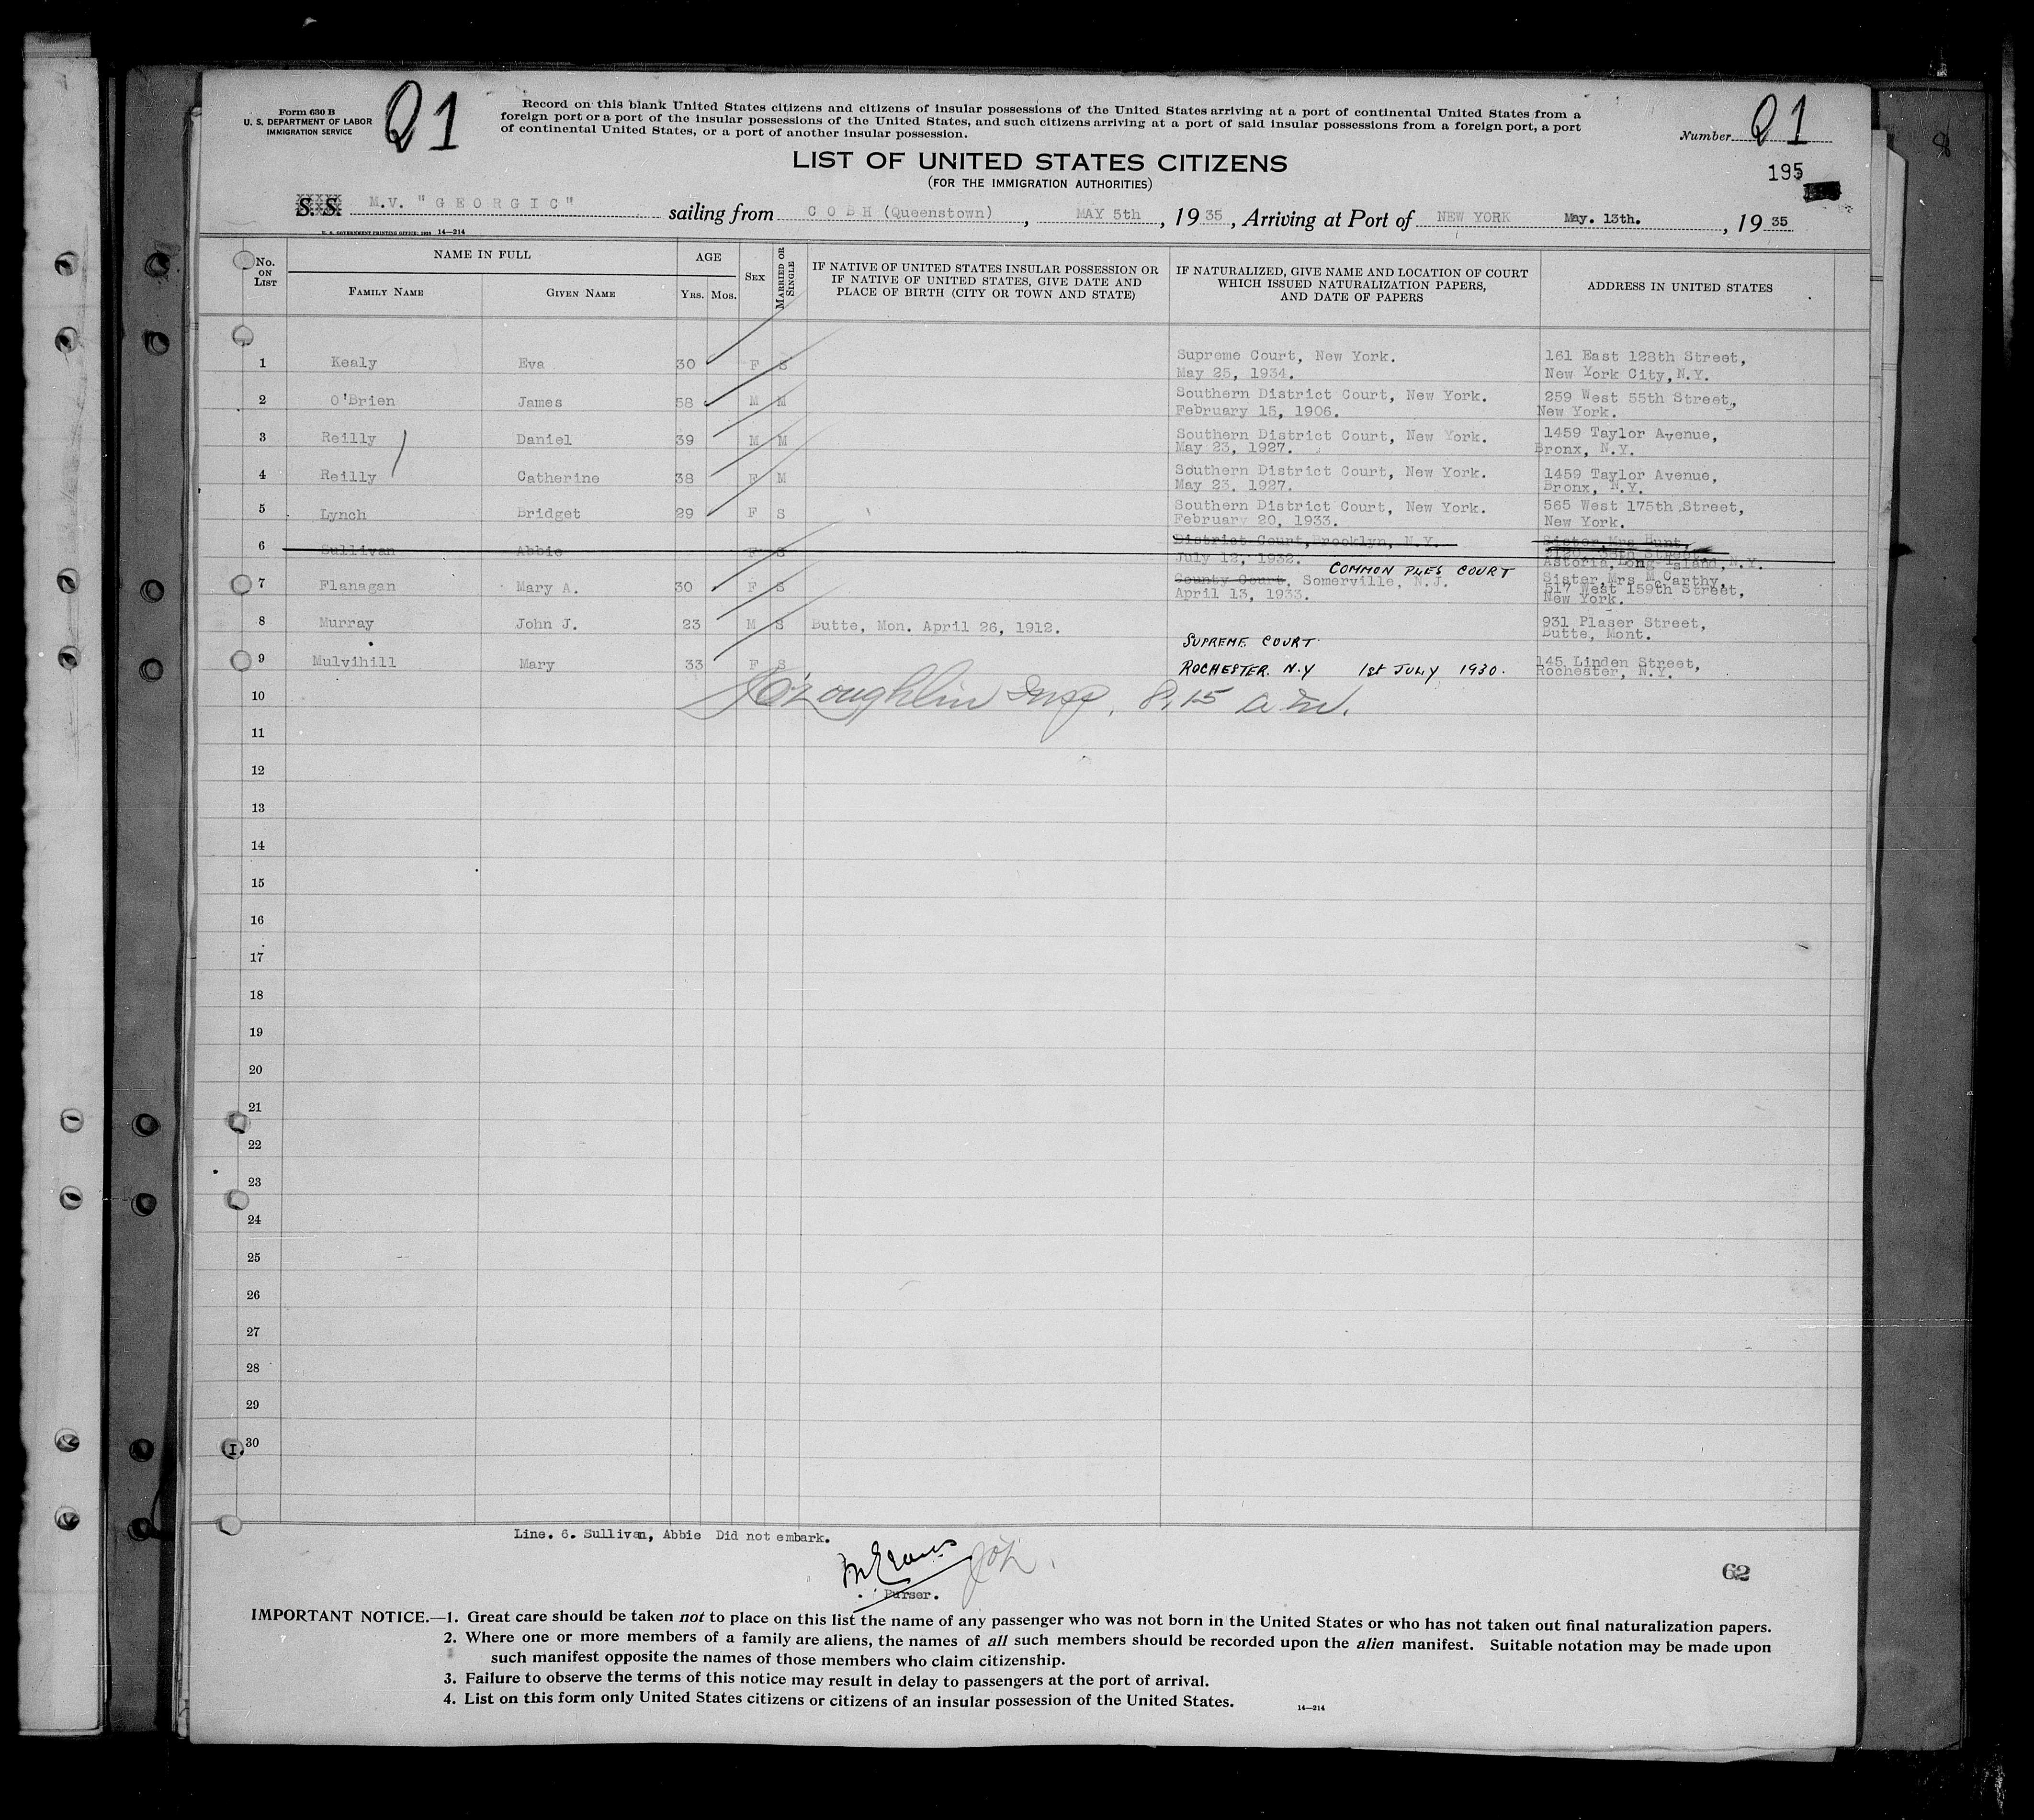 Form 630 B
U. S. DEPARTMENT OF LABOR
IMMIGRATION SERVICE
Q1
Record on this blank United States citizens and citizens of insular possessions of the United States arriving at a port of continental United States from a
foreign port or a port of the insular possessions of the United States, and such citizens arriving at a port of said insular possessions from a foreign port, a port
of continental United States, or a port of another insular possession.
Number Q1
LIST OF UNITED STATES CITIZENS
(FOR THE IMMIGRATION AUTHORITIES)
195
S. S. M.V. "GEORGIC" sailing from COBH (Queenstown), MAY 5th, 1935, Arriving at Port of NEW YORK May. 13th., 1935
U. S. GOVERNMENT PRINTING OFFICE: 14—214
No. ON LIST NAME IN FULL AGE SEX MARRIED OR SINGLE IF NATIVE OF UNITED STATES INSULAR POSSESSION OR IF NATIVE OF UNITED STATES, GIVE DATE AND PLACE OF BIRTH (CITY OR TOWN AND STATE) IF NATURALIZED, GIVE NAME AND LOCATION OF COURT WHICH ISSUED NATURALIZATION PAPERS, AND DATE OF PAPERS ADDRESS IN UNITED STATES
FAMILY NAME GIVEN NAME YRS. MOS.
1 Kealy Eva 30 F S Supreme Court, New York. 161 East 128th Street,
May 25, 1934. New York City, N.Y.
2 O'Brien James 58 M M Southern District Court, New York. 259 West 55th Street,
February 15, 1906. New York.
3 Reilly Daniel 39 M M Southern District Court, New York. 1459 Taylor Avenue,
May 23, 1927. Bronx, N.Y.
4 Reilly Catherine 38 F M Southern District Court, New York. 1459 Taylor Avenue,
May 23. 1927. Bronx, N.Y.
5 Lynch Bridget 29 F S Southern District Court, New York. 565 West 175th Street,
February 20, 1933. New York.
6 Sullivan Abbie F S District Court, Brooklyn, N.Y. Sister, Mrs Hunt,
July 12, 1932. Astoria, Long Island, N.Y.
COMMON PLES COURT
7 Flanagan Mary A. 30 F S County Court, Somerville, N.J. Sister, Mrs McCarthy,
April 13, 1933. 517 West 159th Street,
New York.
8 Murray John J. 23 M S Butte, Mon. April 26, 1912. 931 Plaser Street,
Butte, Mont.
SUPREME COURT
9 Mulvihill Mary 33 F S ROCHESTER. N.Y 1st JULY 1930. 145 Linden Street,
Rochester, N.Y.
10 O'Loughlin Insp. 8,15 a.m.
11
12
13
14
15
16
17
18
19
20
21
22
23
24
25
26
27
28
29
30
Line. 6. Sullivan, Abbie Did not embark.
Purser.
62
IMPORTANT NOTICE.—1. Great care should be taken not to place on this list the name of any passenger who was not born in the United States or who has not taken out final naturalization papers.
2. Where one or more members of a family are aliens, the names of all such members should be recorded upon the alien manifest. Suitable notation may be made upon
such manifest opposite the names of those members who claim citizenship.
3. Failure to observe the terms of this notice may result in delay to passengers at the port of arrival.
4. List on this form only United States citizens or citizens of an insular possession of the United States.
14—214